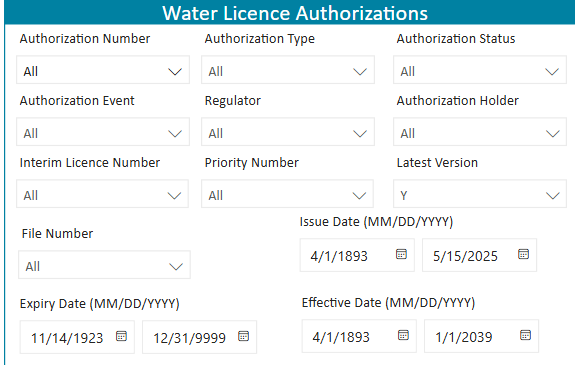 Water Licence Authorizations
Authorization Number Authorization Type Authorization Status
All All All
Authorization Event Regulator Authorization Holder
All All All
Interim Licence Number Priority Number Latest Version
All All Y
File Number Issue Date (MM/DD/YYYY)
All 4/1/1893 5/15/2025
Expiry Date (MM/DD/YYYY) Effective Date (MM/DD/YYYY)
11/14/1923 12/31/9999 4/1/1893 1/1/2039